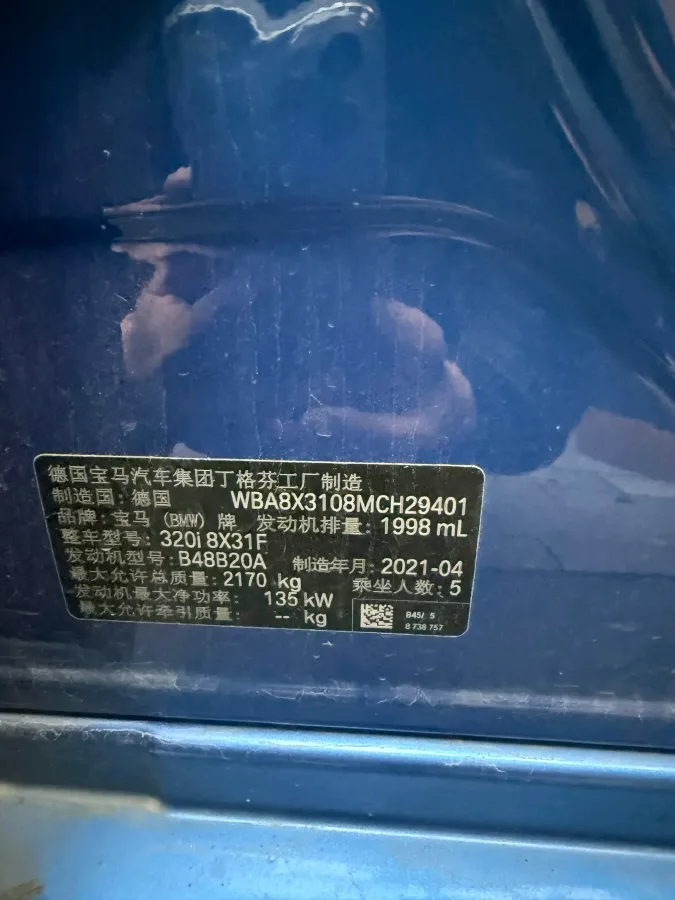 德国宝马汽车集团丁格芬工厂制造
制造国：德国 WBA8X3108MCH29401
品牌：宝马 (BMW) 牌 发动机排量：1998 mL
整车型号：320i 8X31F
发动机型号：B48B20A 制造年月：2021-04
最大允许总质量：2170 kg 乘坐人数：5
发动机最大净功率：135 kW
最大允许牵引质量：-- kg
B45/ 5
8 738 757